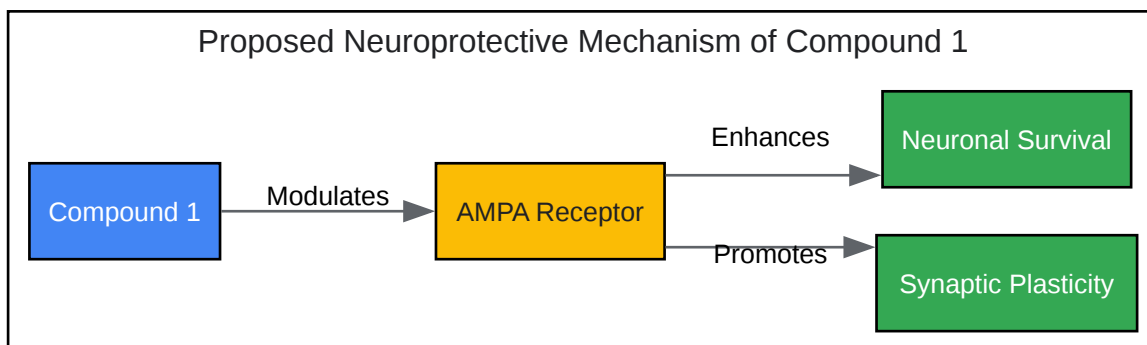 Proposed Neuroprotective Mechanism of Compound 1
Compound 1
Modulates
AMPA Receptor
Enhances
Neuronal Survival
Promotes
Synaptic Plasticity